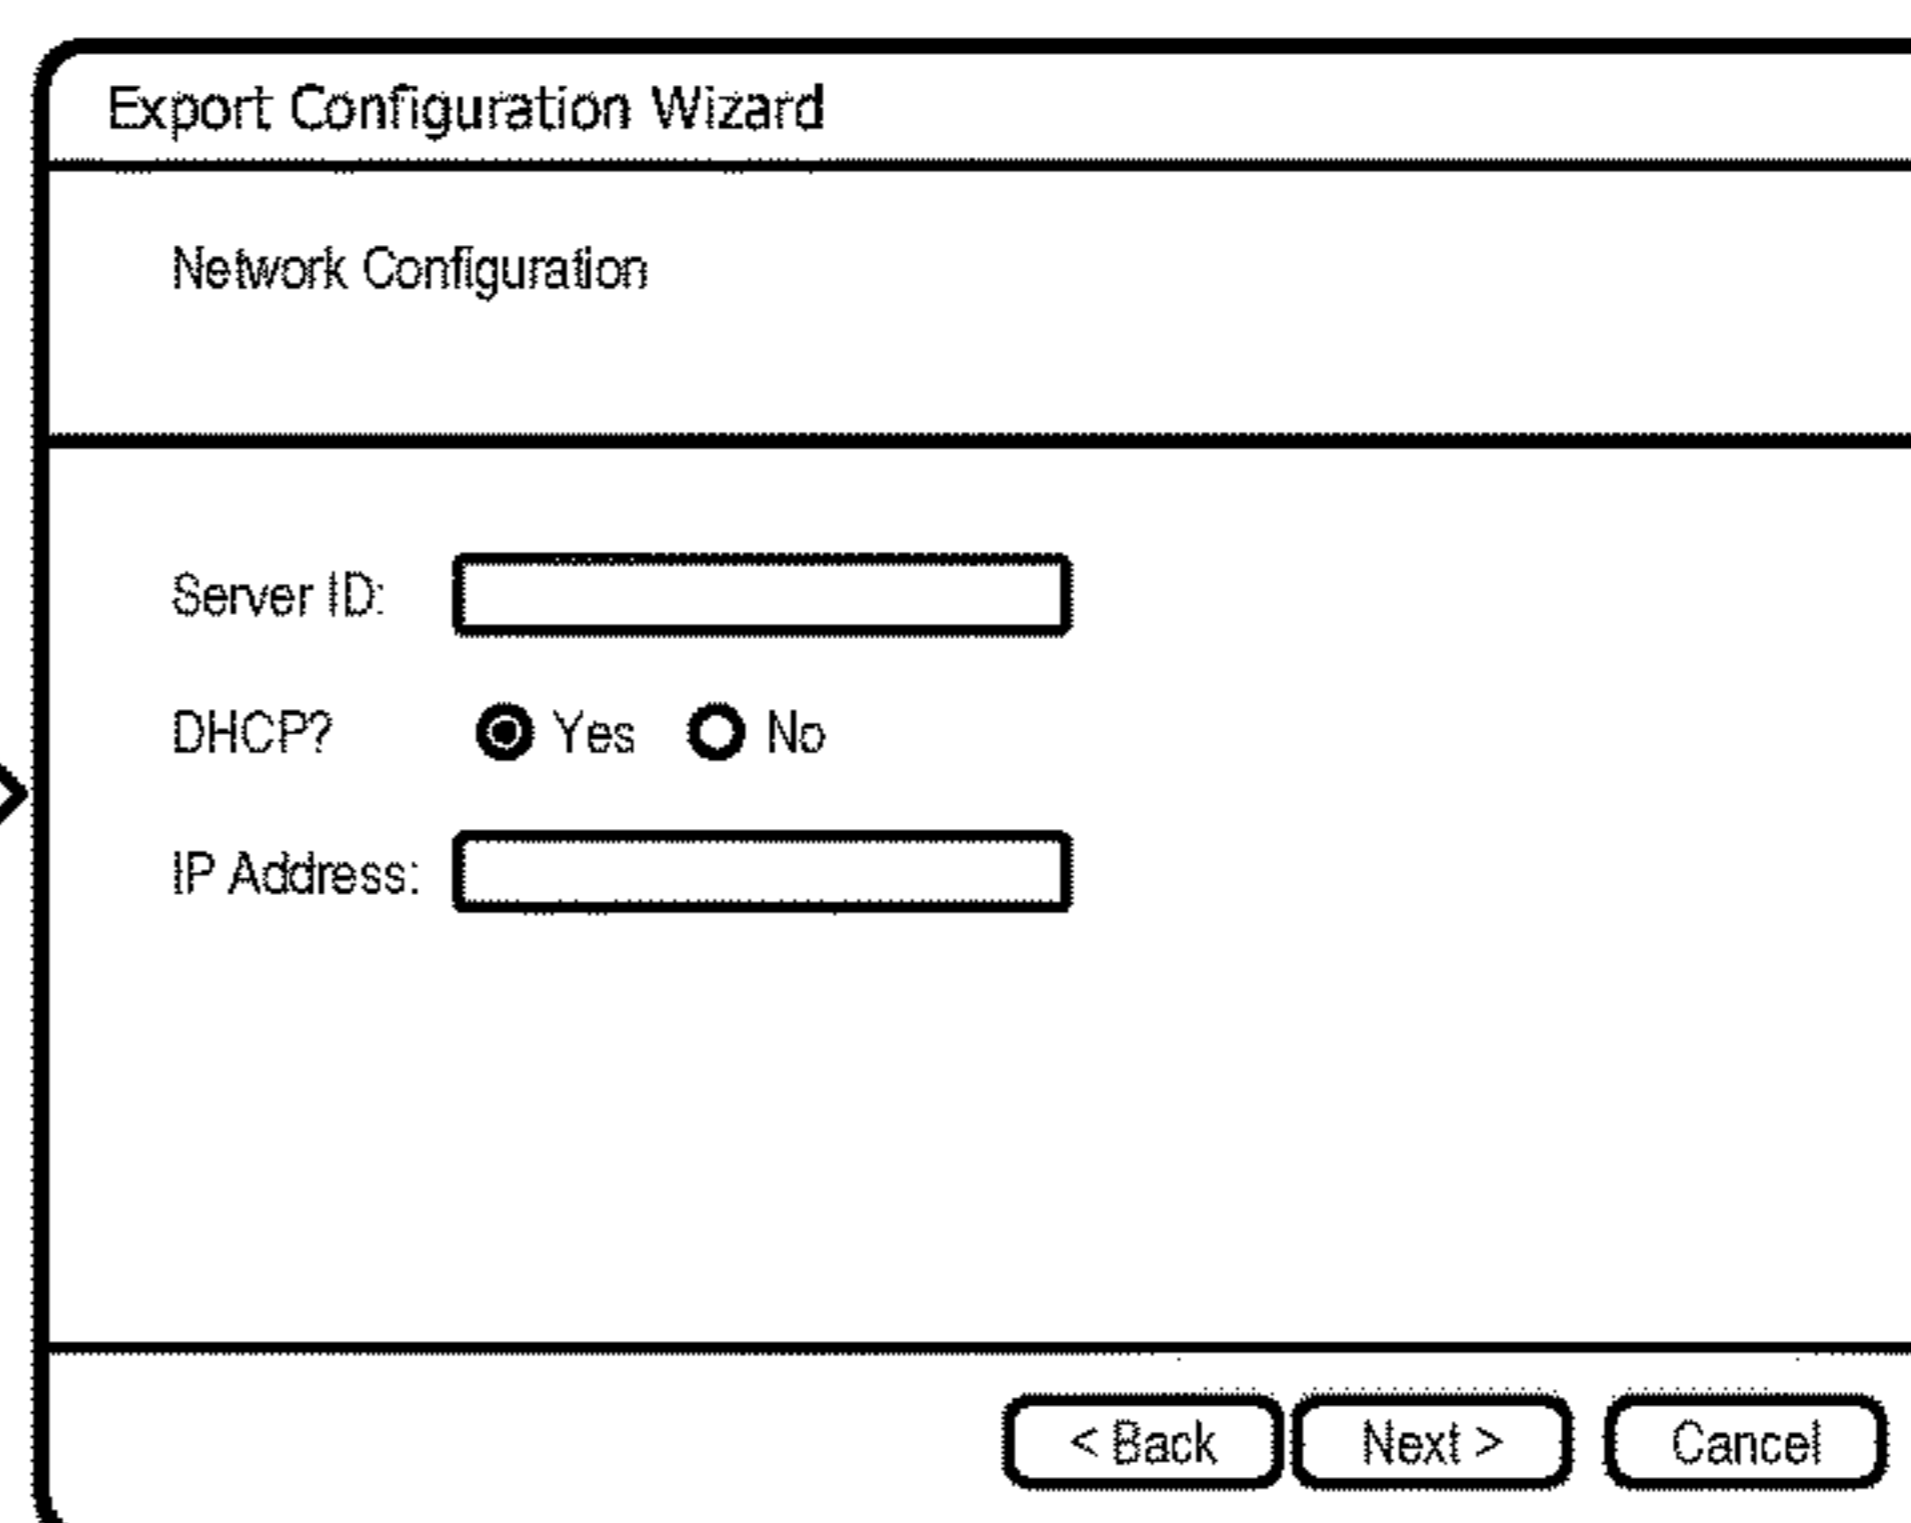 Export Configuration Wizard
Network Configuration
Server ID:
DHCP? Yes No
IP Address:
< Back Next > Cancel